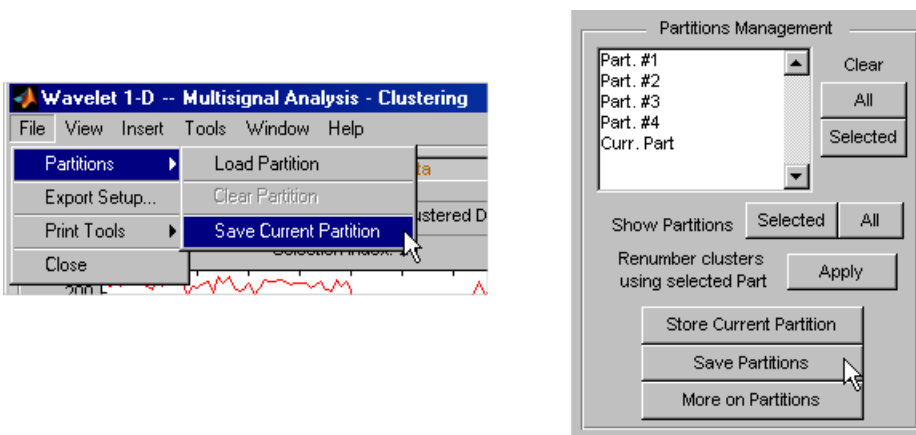 Wavelet 1-D -- Multisignal Analysis - Clustering
File View Insert Tools Window Help
Partitions
Export Setup...
Print Tools
Close
Load Partition
Clear Partition
Save Current Partition
200
Partitions Management
Part. #1
Part. #2
Part. #3
Part. #4
Curr. Part
Clear
All
Selected
Show Partitions Selected All
Renumber clusters
using selected Part
Apply
Store Current Partition
Save Partitions
More on Partitions